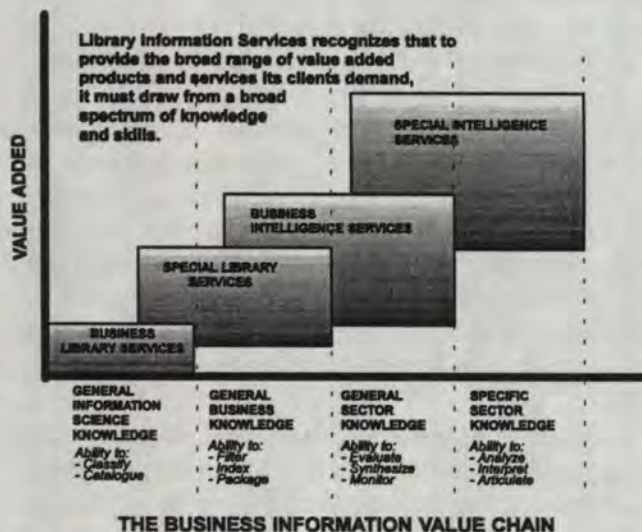 Library Information Services recognizes that to
provide the broad range of value added
products and services its clients demand,
it must draw from a broad
spectrum of knowledge
and skills.
VALUE ADDED
SPECIAL INTELLIGENCE
SERVICES
BUSINESS
INTELLIGENCE SERVICES
SPECIAL LIBRARY
SERVICES
BUSINESS
LIBRARY SERVICES
GENERAL
INFORMATION
SCIENCE
KNOWLEDGE
Ability to:
- Classify
- Catalogue
GENERAL
BUSINESS
KNOWLEDGE
Ability to:
- Filter
- Index
- Package
GENERAL
SECTOR
KNOWLEDGE
Ability to:
- Evaluate
- Synthesize
- Monitor
SPECIFIC
SECTOR
KNOWLEDGE
Ability to:
- Analyze
- Interpret
- Articulate
THE BUSINESS INFORMATION VALUE CHAIN